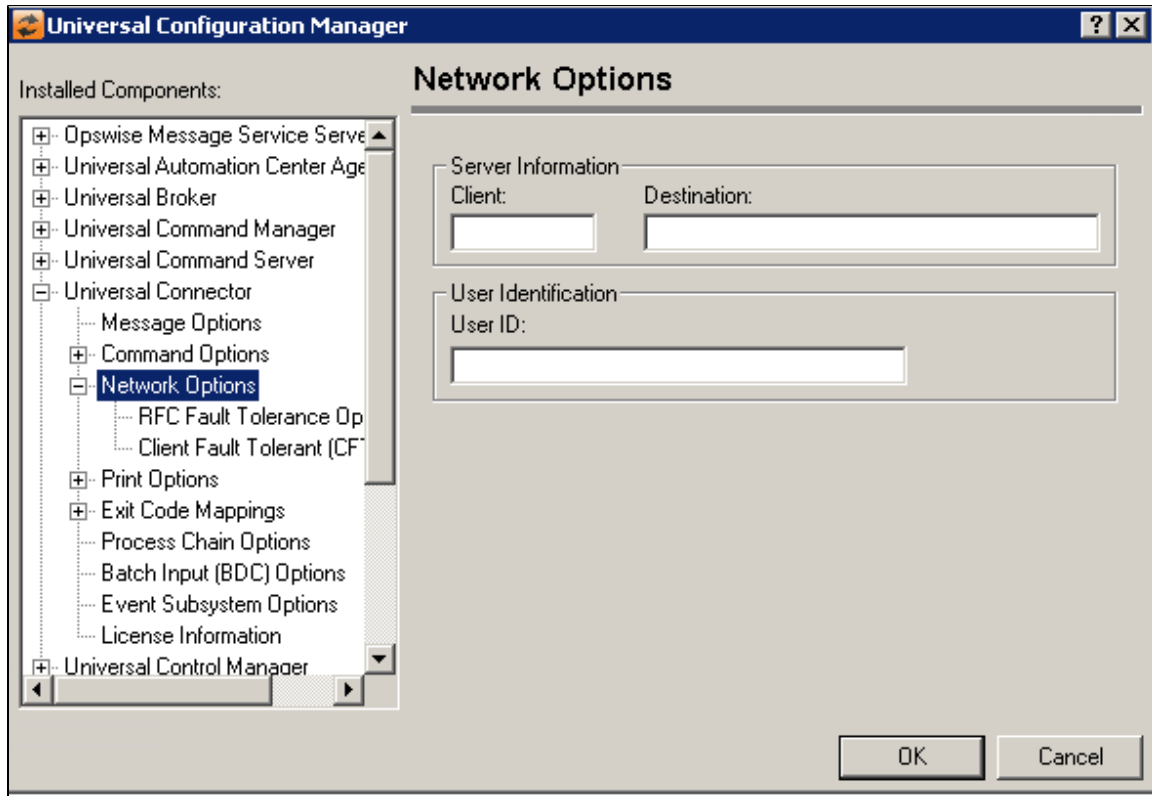 Universal Configuration Manager
Installed Components:
Opswise Message Service Serve
Universal Automation Center Age
Universal Broker
Universal Command Manager
Universal Command Server
Universal Connector
Message Options
Command Options
Network Options
RFC Fault Tolerance Op
Client Fault Tolerant (CF
Print Options
Exit Code Mappings
Process Chain Options
Batch Input (BDC) Options
Event Subsystem Options
License Information
Universal Control Manager
Network Options
Server Information
Client:
Destination:
User Identification
User ID:
OK
Cancel